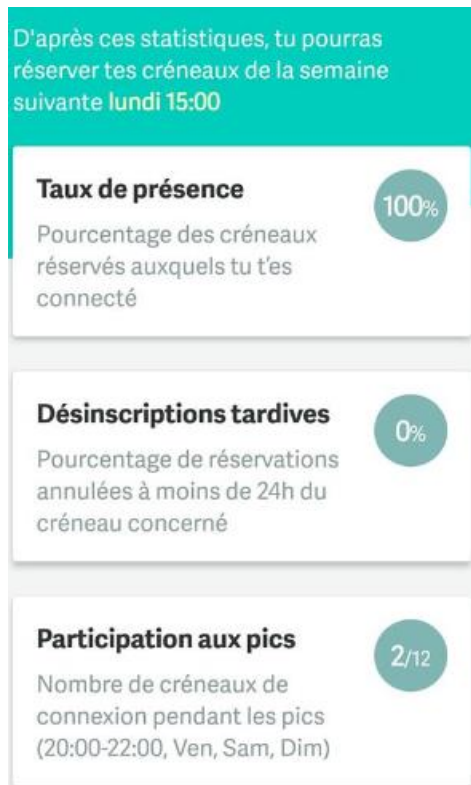 D'après ces statistiques, tu pourras
réserver tes créneaux de la semaine
suivante lundi 15:00
Taux de présence
100%
Pourcentage des créneaux
réservés auxquels tu t'es
connecté
Désinscriptions tardives
0%
Pourcentage de réservations
annulées à moins de 24h du
créneau concerné
Participation aux pics
2/12
Nombre de créneaux de
connexion pendant les pics
(20:00-22:00, Ven, Sam, Dim)